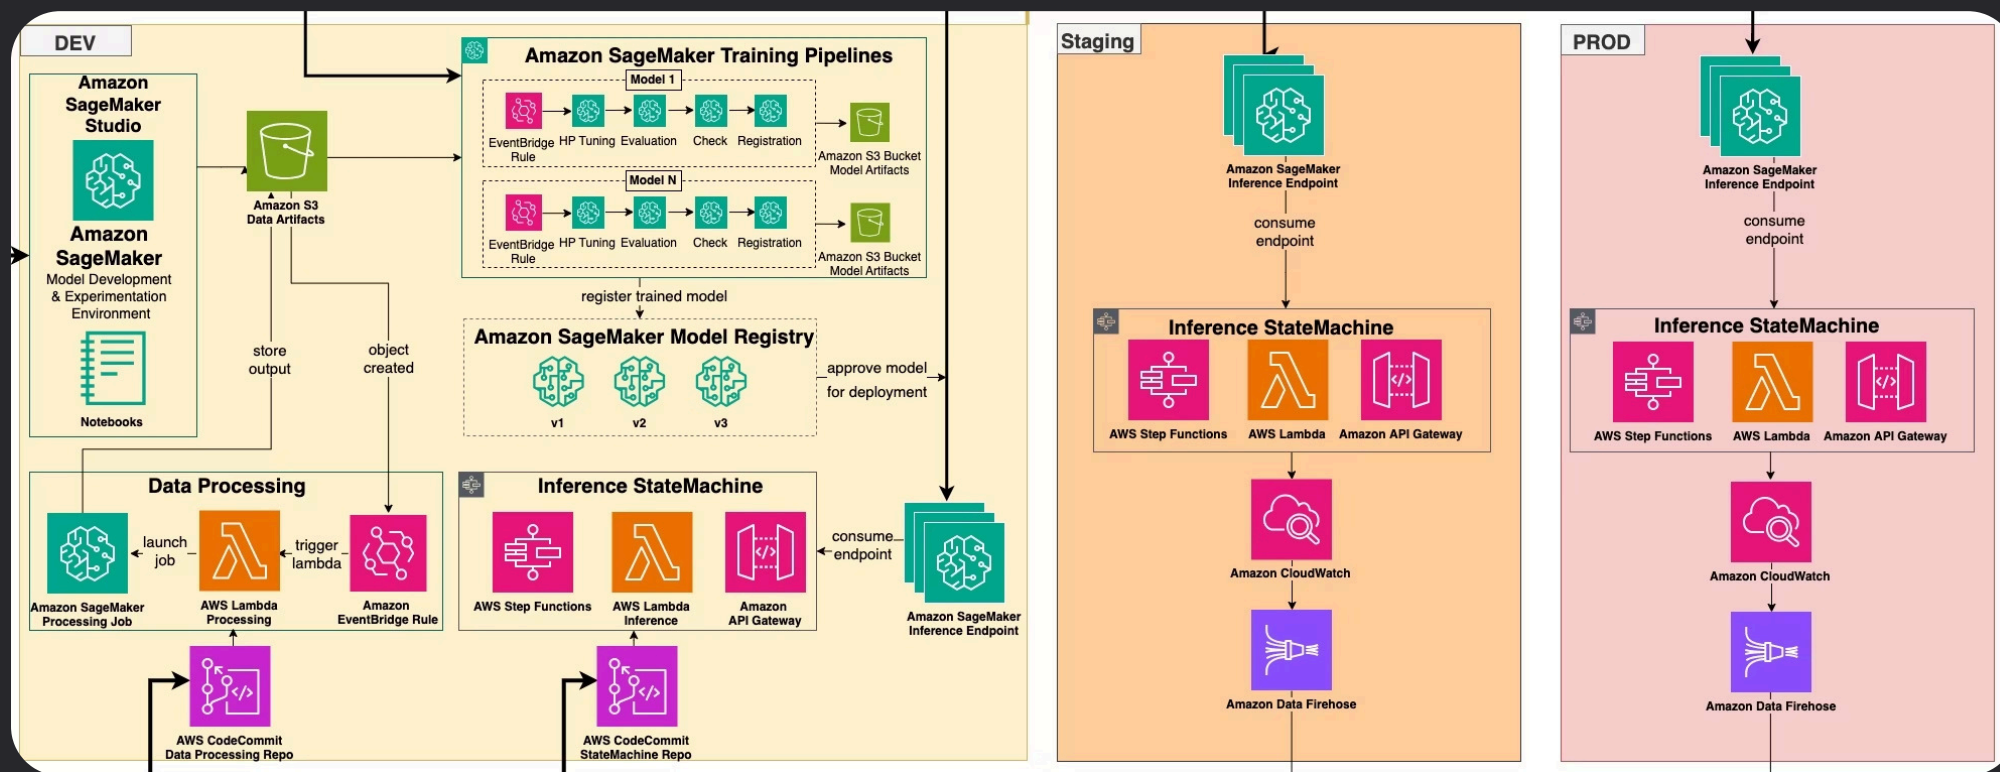 DEV
Amazon
SageMaker
Studio
Amazon
SageMaker
Model Development
& Experimentation
Environment
Notebooks
Amazon S3
Data Artifacts
store
output
object
created
Amazon SageMaker Training Pipelines
Model 1
EventBridge
Rule
HP Tuning
Evaluation
Check
Registration
Amazon S3 Bucket
Model Artifacts
Model N
EventBridge
Rule
HP Tuning
Evaluation
Check
Registration
Amazon S3 Bucket
Model Artifacts
register trained model
Amazon SageMaker Model Registry
v1
v2
v3
approve model
for deployment
Data Processing
Amazon SageMaker
Processing Job
launch
job
AWS Lambda
Processing
trigger
lambda
Amazon
EventBridge Rule
AWS CodeCommit
Data Processing Repo
Inference StateMachine
AWS Step Functions
AWS Lambda
Inference
Amazon
API Gateway
consume
endpoint
Amazon SageMaker
Inference Endpoint
AWS CodeCommit
StateMachine Repo
Staging
Amazon SageMaker
Inference Endpoint
consume
endpoint
Inference StateMachine
AWS Step Functions
AWS Lambda
Amazon API Gateway
Amazon CloudWatch
Amazon Data Firehose
PROD
Amazon SageMaker
Inference Endpoint
consume
endpoint
Inference StateMachine
AWS Step Functions
AWS Lambda
Amazon API Gateway
Amazon CloudWatch
Amazon Data Firehose